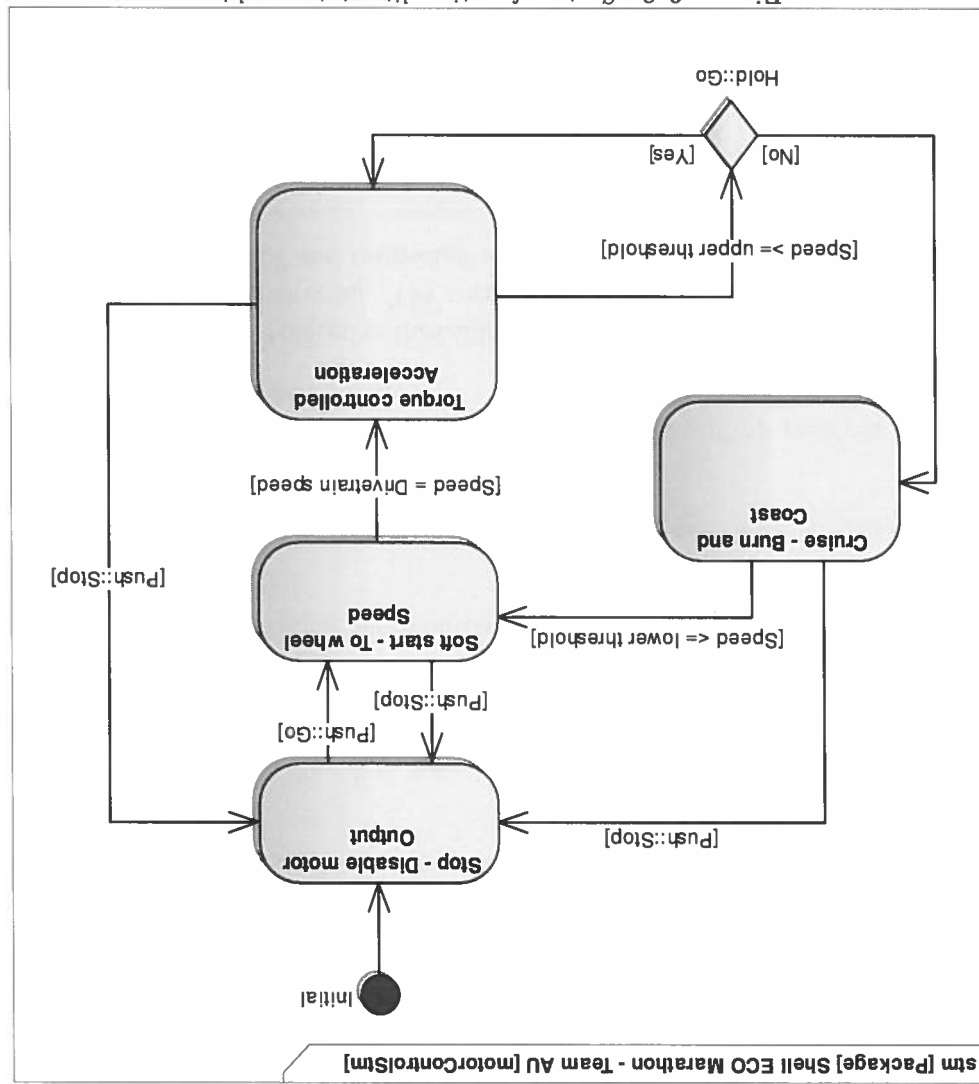 stm [Package] Shell ECO Marathon - Team AU [motorControlStm]
Initial
Stop - Disable motor
Output
[Push::Stop]
[Push::Go]
[Push::Stop]
Soft start - To wheel
Speed
[Speed <= lower threshold]
[Push::Stop]
Cruise - Burn and
Coast
[Speed = Drivetrain speed]
Torque controlled
Acceleration
[Speed >= upper threshold]
[No]
[Yes]
Hold::Go